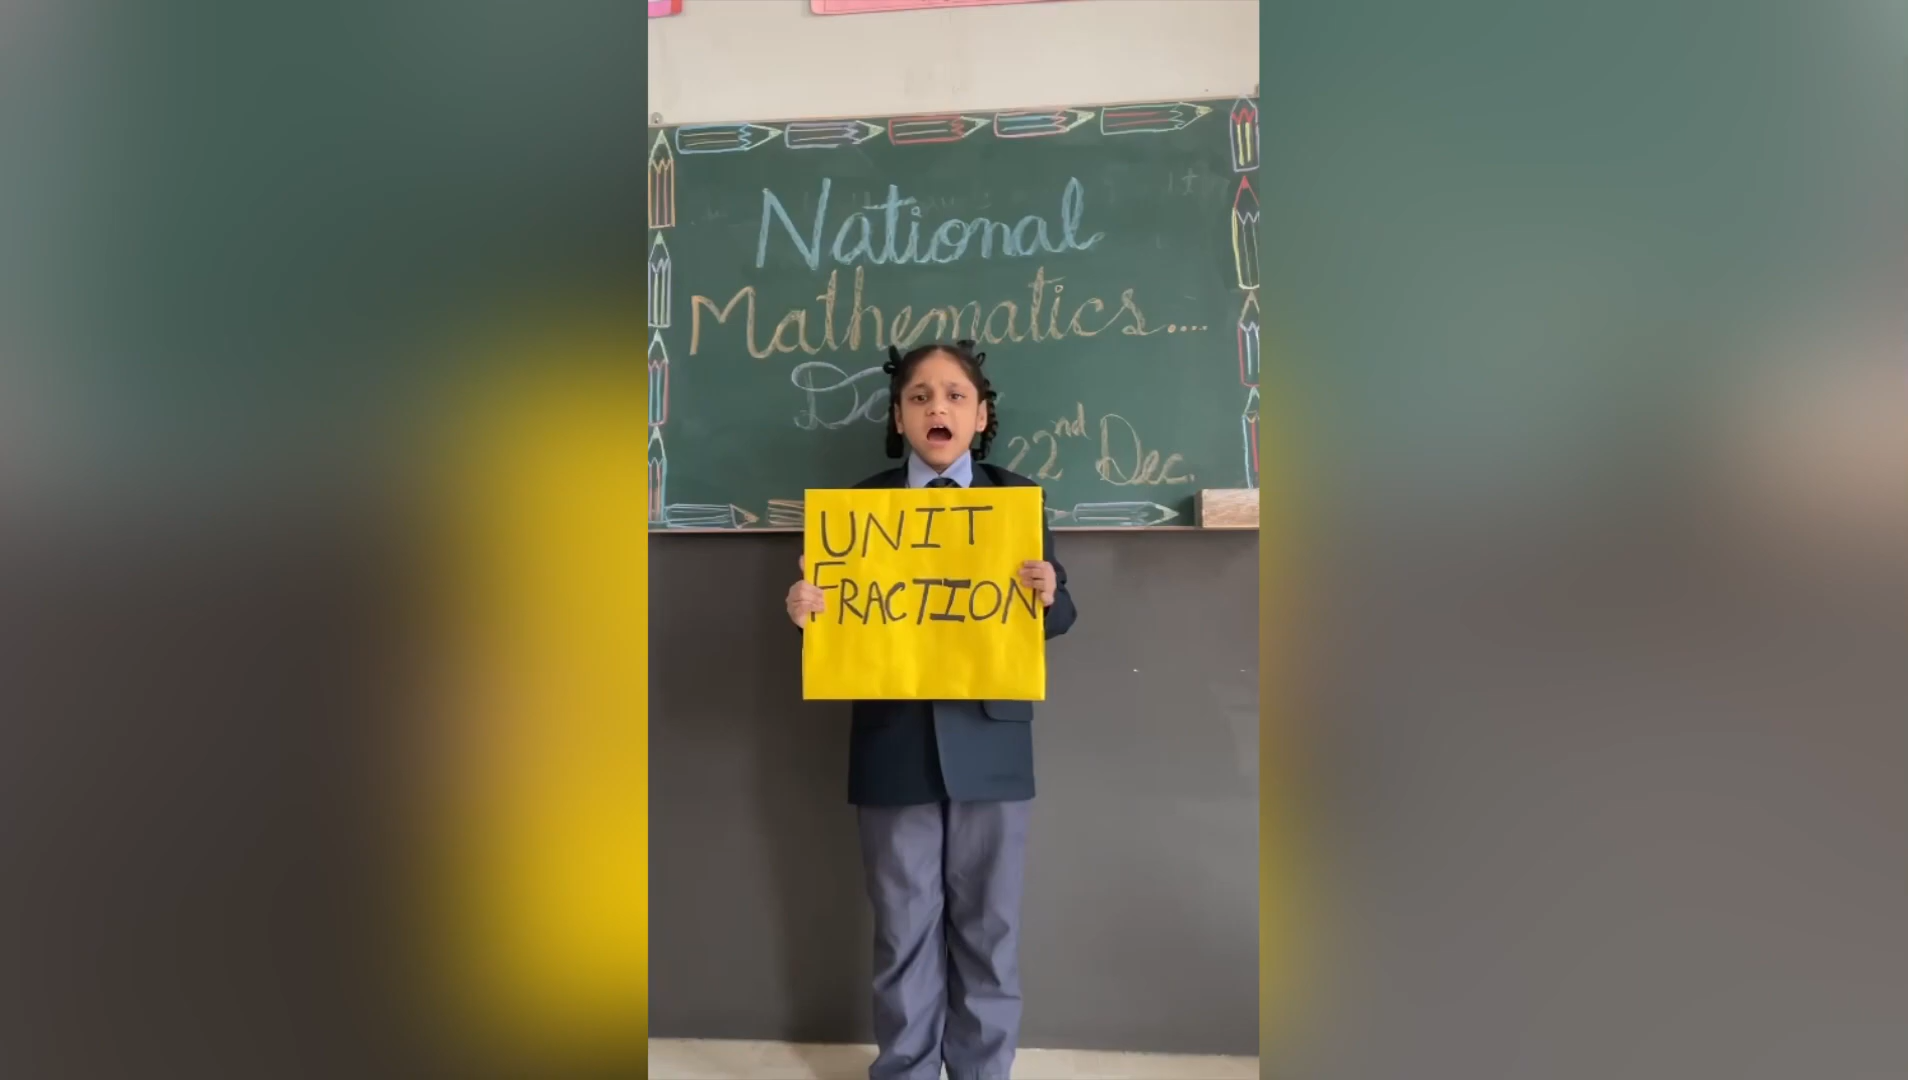 National
Mathematics....
22nd Dec.
UNIT
FRACTION